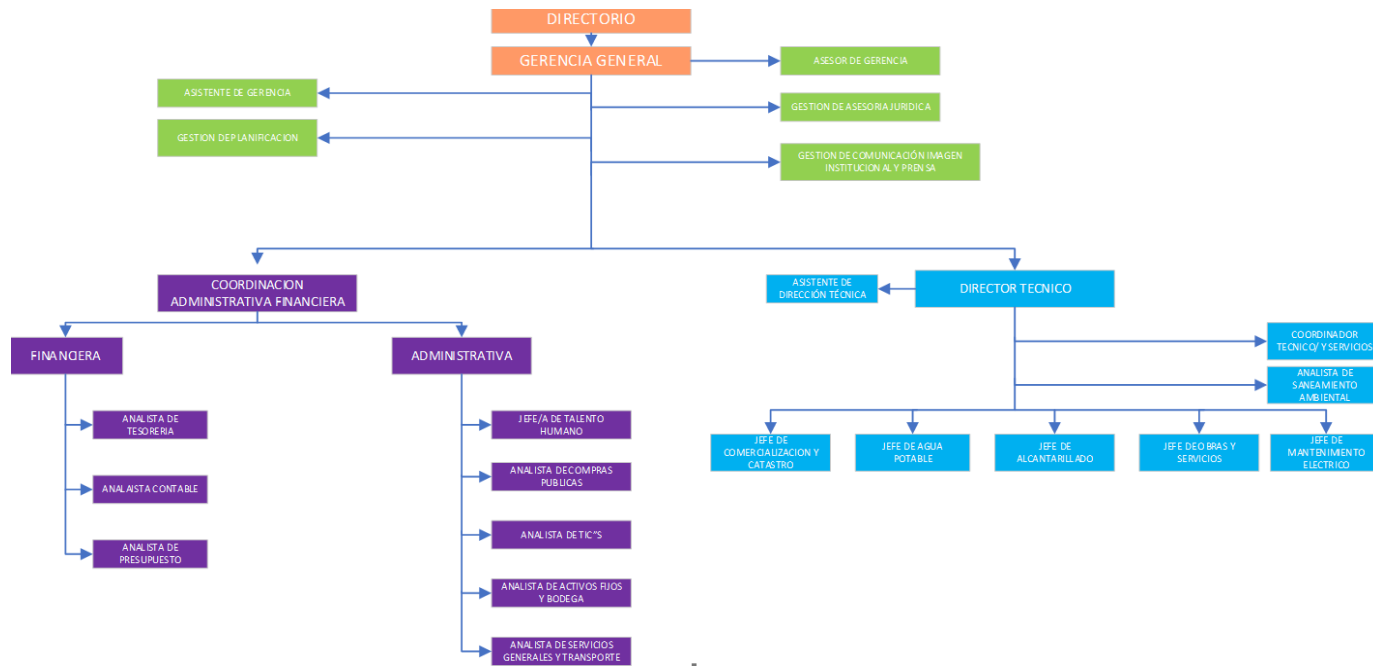 DIRECTORIO
GERENCIA GENERAL
ASESOR DE GERENCIA
ASISTENTE DE GERENCIA
GESTION DE ASESORIA JURIDICA
GESTION DE PLANIFICACION
GESTION DE COMUNICACIÓN IMAGEN
INSTITUCIONAL Y PRENSA
COORDINACION
ADMINISTRATIVA FINANCIERA
ASISTENTE DE
DIRECCIÓN TÉCNICA
DIRECTOR TECNICO
FINANCIERA
ADMINISTRATIVA
COORDINADOR
TECNICO/ Y SERVICIOS
ANALISTA DE
SANEAMIENTO
AMBIENTAL
ANALISTA DE
TESORERIA
ANALAISTA CONTABLE
ANALISTA DE
PRESUPUESTO
JEFE/A DE TALENTO
HUMANO
ANALISTA DE COMPRAS
PUBLICAS
ANALISTA DE TIC"S
ANALISTA DE ACTIVOS FIJOS
Y BODEGA
ANALISTA DE SERVICIOS
GENERALES Y TRANSPORTE
JEFE DE
COMERCIALIZACION Y
CATASTRO
JEFE DE AGUA
POTABLE
JEFE DE
ALCANTARILLADO
JEFE DE OBRAS Y
SERVICIOS
JEFE DE
MANTENIMIENTO
ELECTRICO